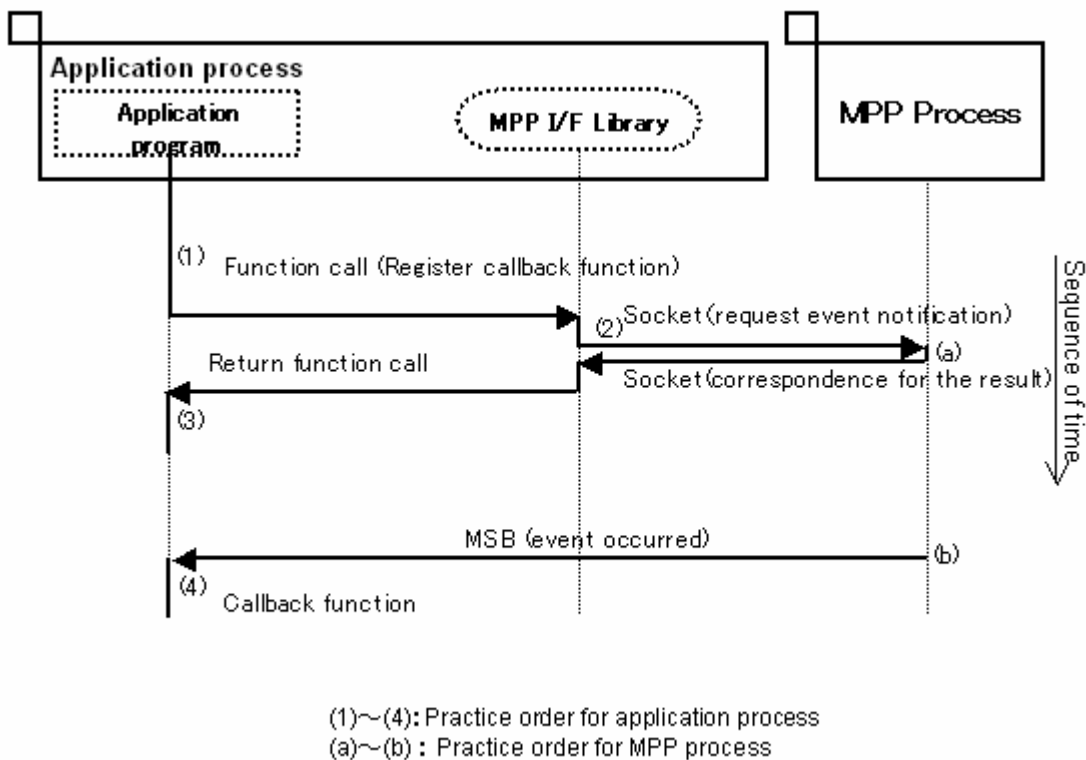 Application process
Application
program
MPP I/F Library
MPP Process
(1)
Function call (Register callback function)
(2)
Socket(request event notification)
(a)
Return function call
Socket(correspondence for the result)
(3)
Sequence of time
MSB (event occurred)
(b)
(4)
Callback function
(1)～(4): Practice order for application process
(a)～(b) : Practice order for MPP process